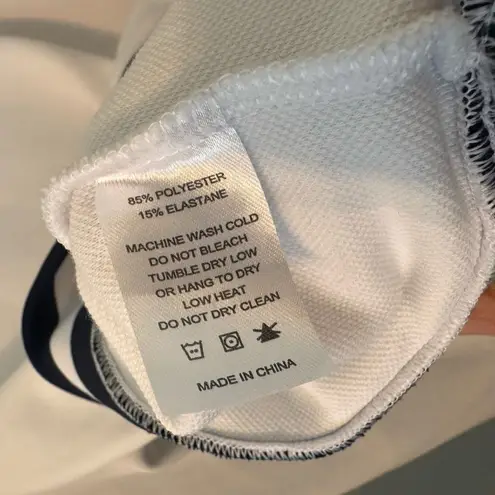 85% POLYESTER
15% ELASTANE
MACHINE WASH COLD
DO NOT BLEACH
TUMBLE DRY LOW
OR HANG TO DRY
LOW HEAT
DO NOT DRY CLEAN
MADE IN CHINA